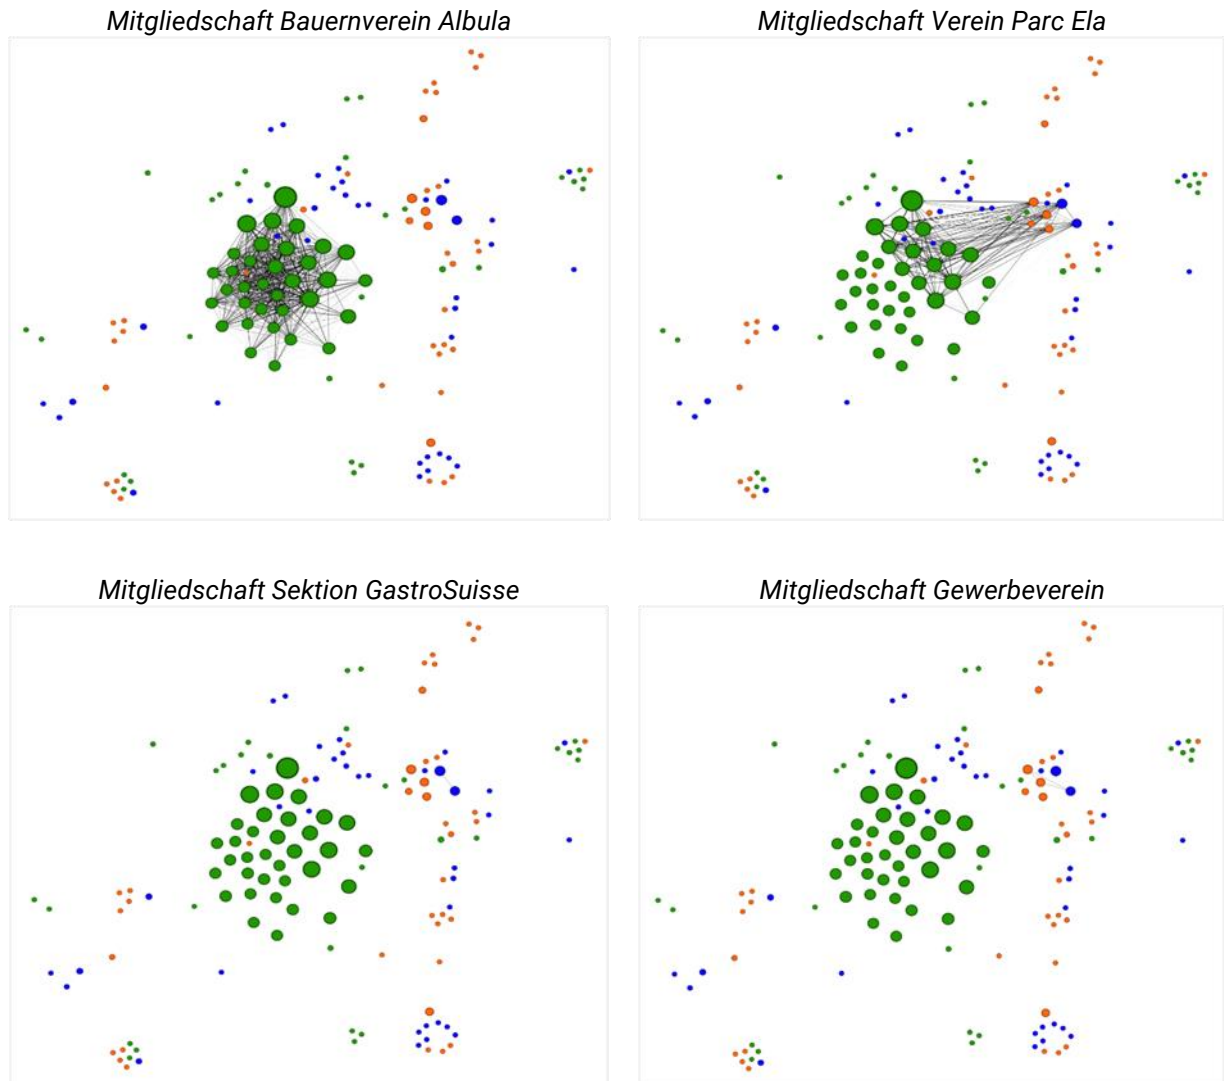 Mitgliedschaft Bauernverein Albula
Mitgliedschaft Verein Parc Ela
Mitgliedschaft Sektion GastroSuisse
Mitgliedschaft Gewerbeverein